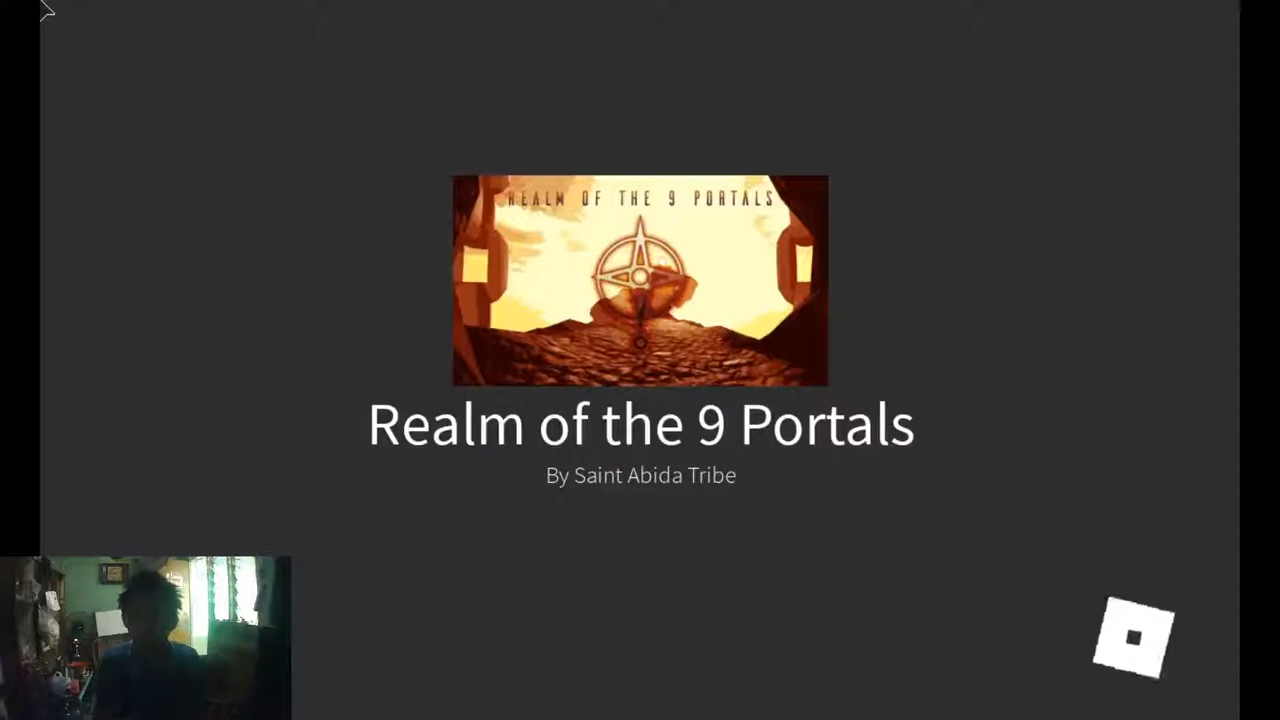 REALM OF THE 9 PORTALS
Realm of the 9 Portals
By Saint Abida Tribe